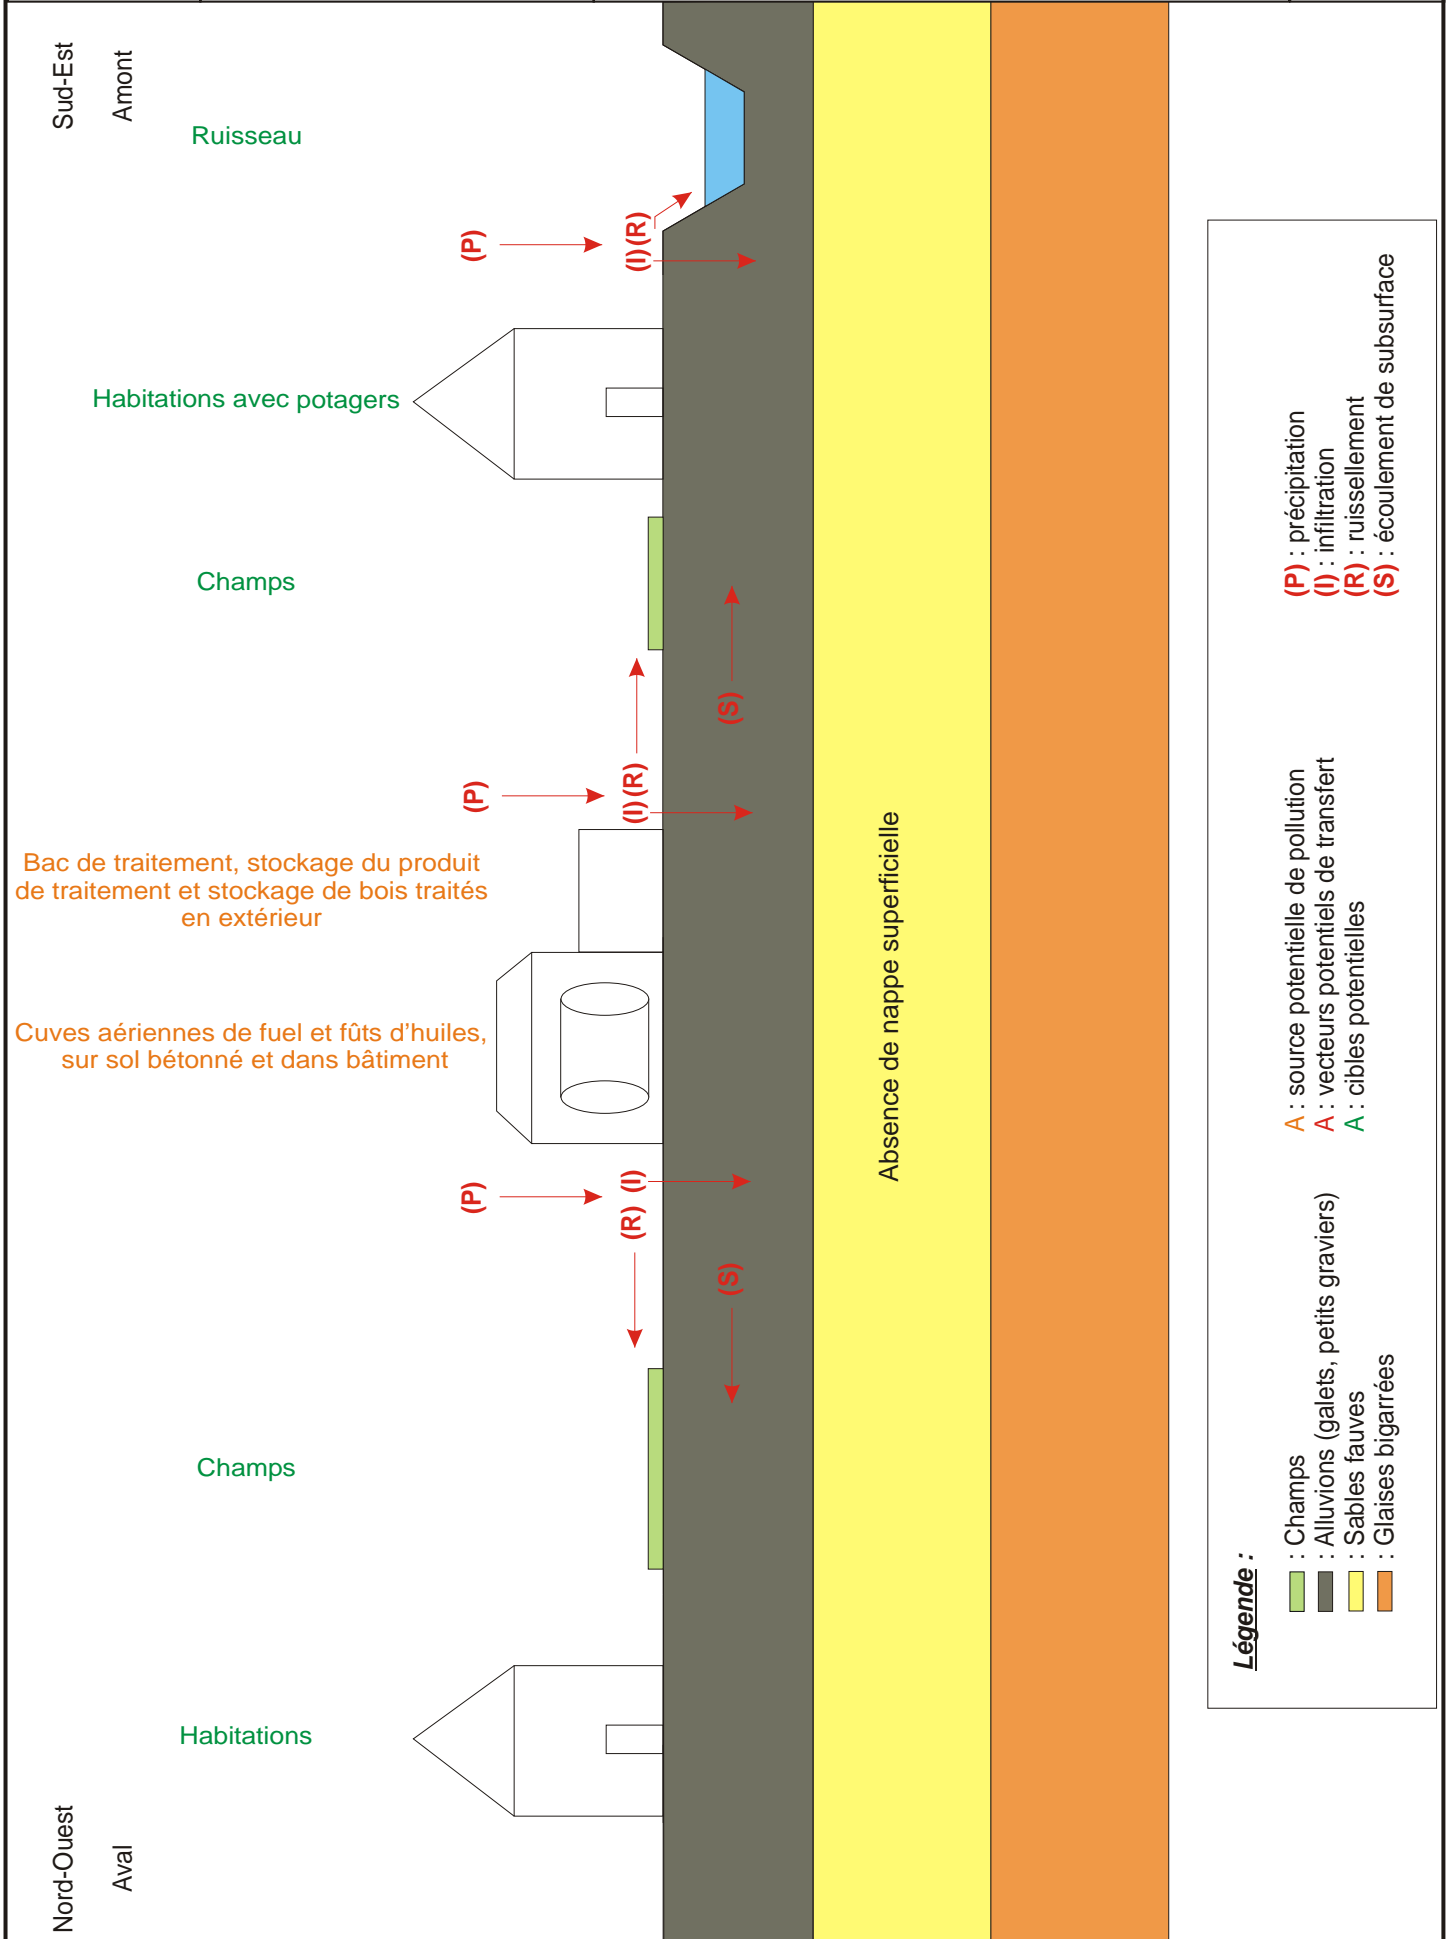 Sud-Est
Amont
Ruisseau
(P)
(I) (R)
Habitations avec potagers
Champs
(S)
(P)
(I) (R)
Bac de traitement, stockage du produit
de traitement et stockage de bois traités
en extérieur
Absence de nappe superficielle
Cuves aériennes de fuel et fûts d'huiles,
sur sol bétonné et dans bâtiment
(P)
(R) (I)
(S)
Champs
Habitations
Nord-Ouest
Aval
Légende :
: Champs
: Alluvions (galets, petits graviers)
: Sables fauves
: Glaises bigarrées
A : source potentielle de pollution
A : vecteurs potentiels de transfert
A : cibles potentielles
(P) : précipitation
(I) : infiltration
(R) : ruissellement
(S) : écoulement de subsurface